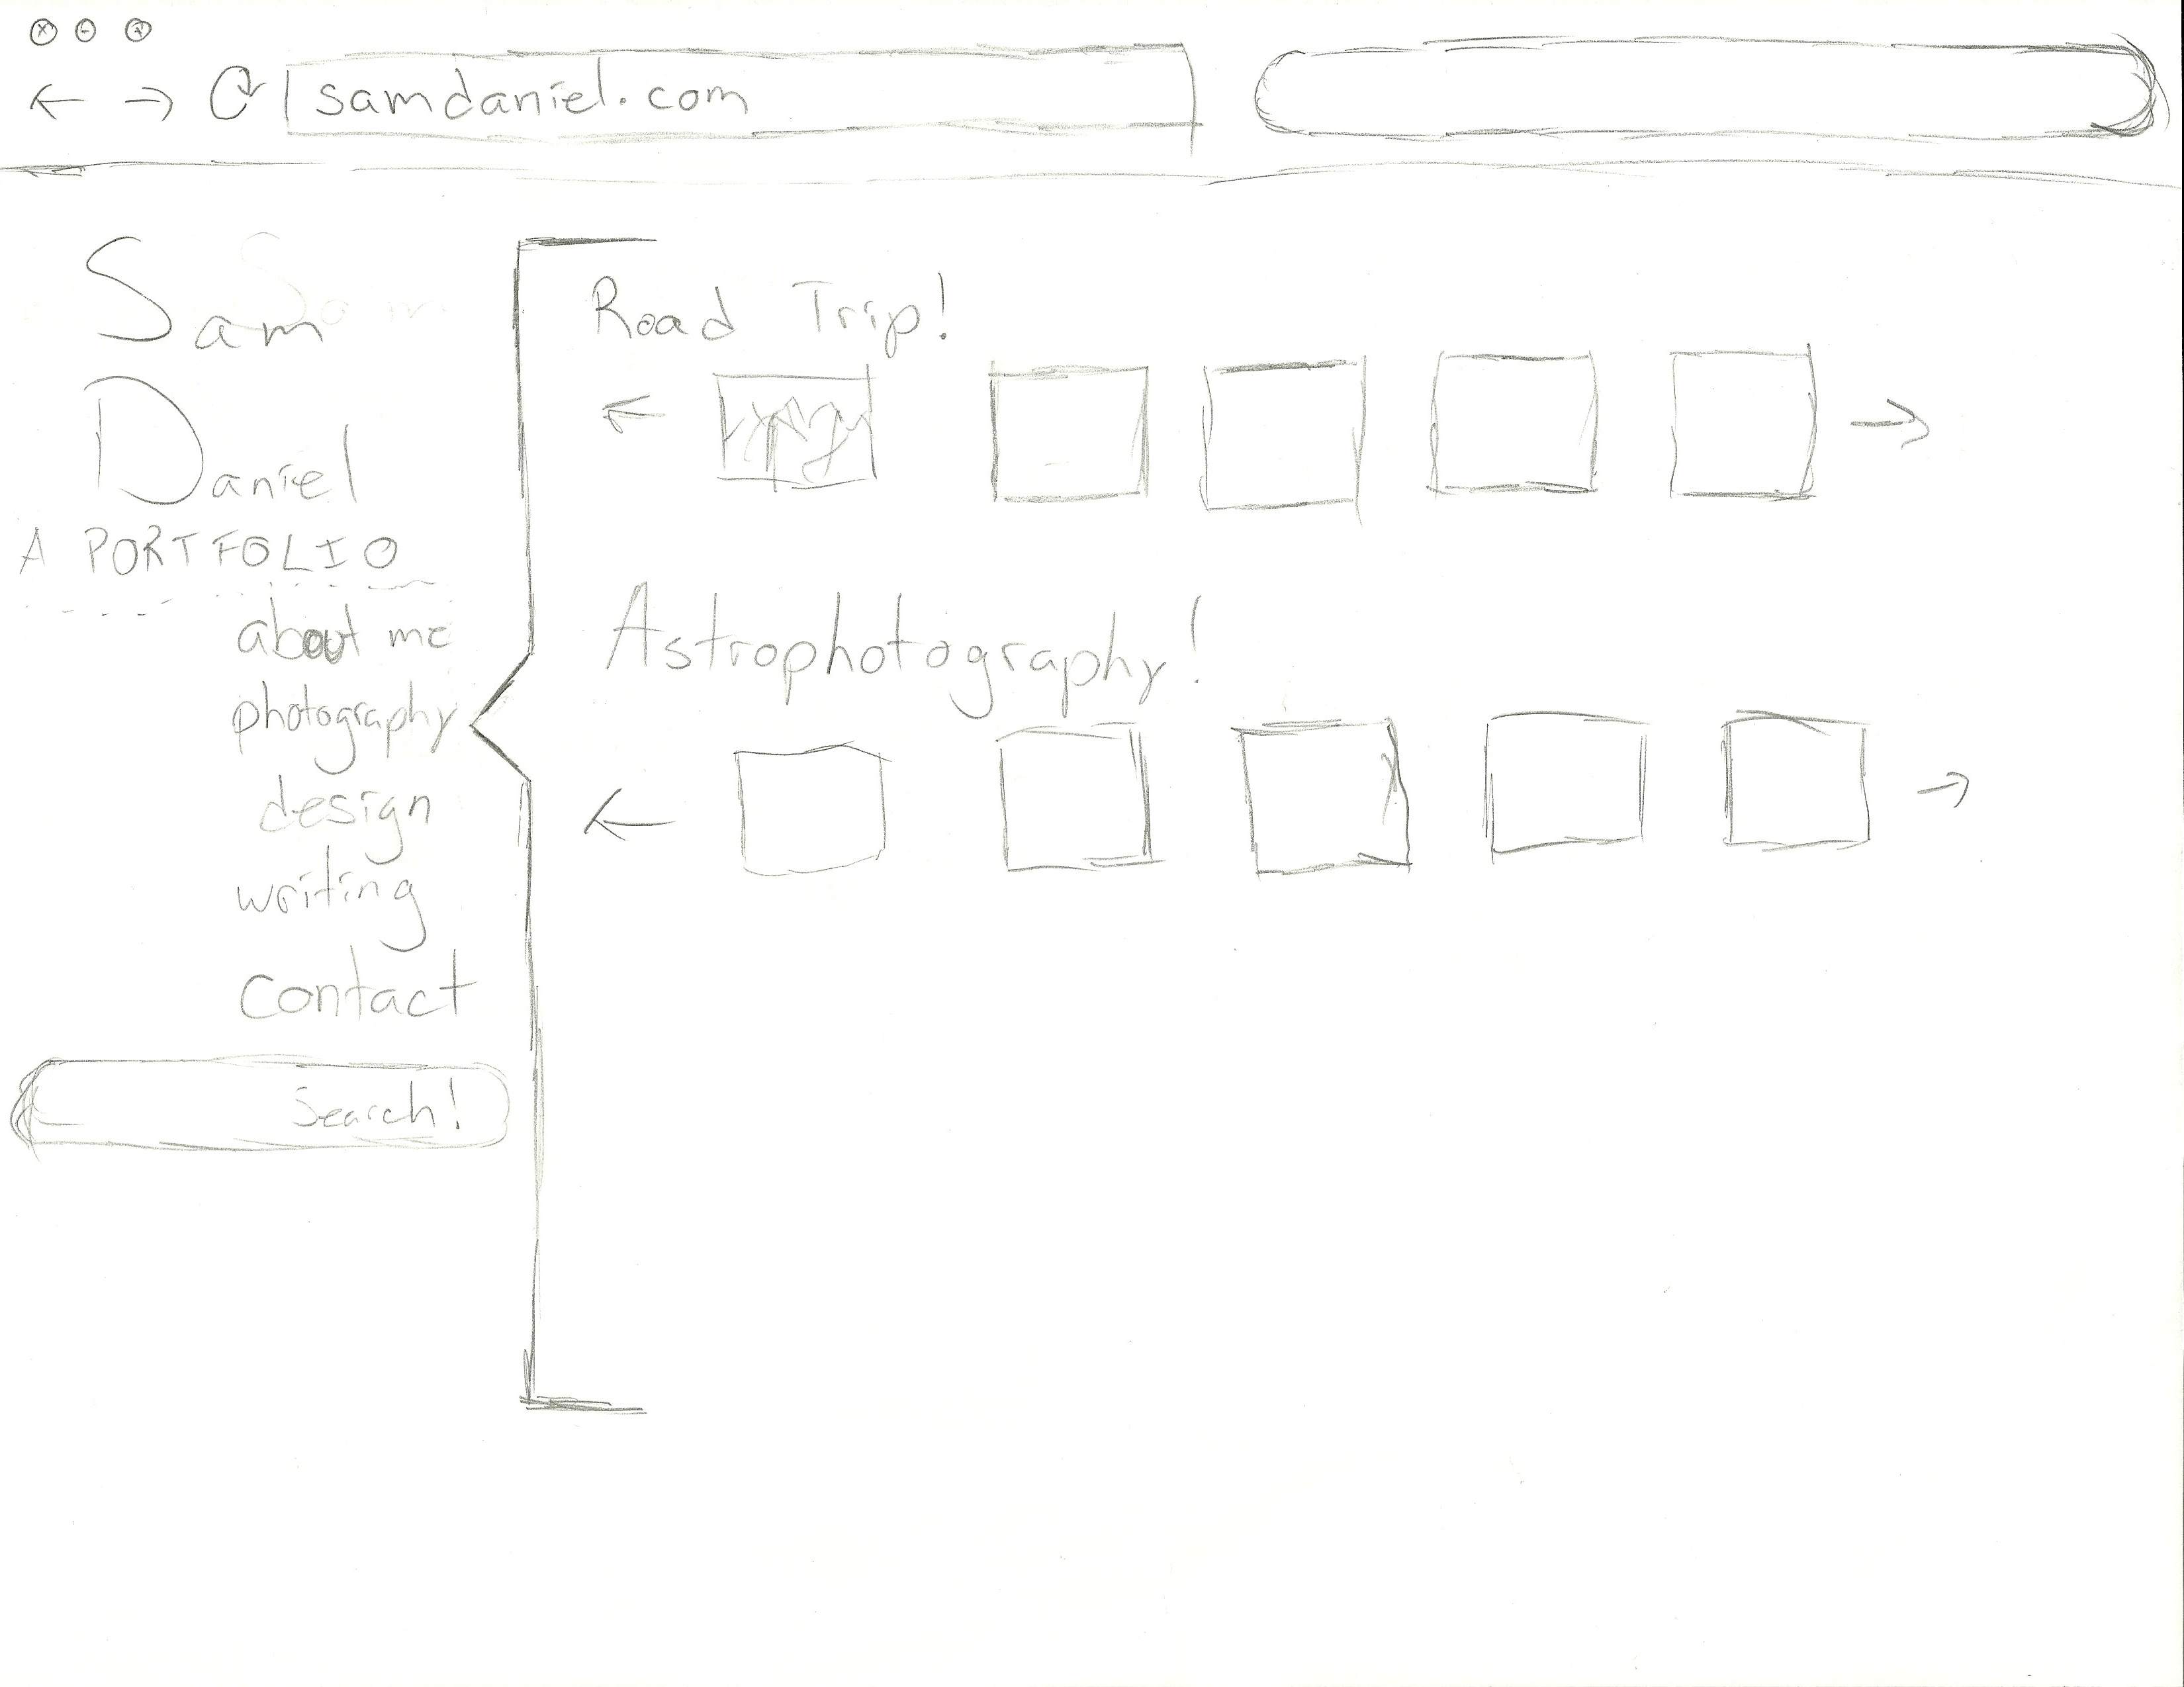 samdaniel.com
Sam
Daniel
A PORTFOLIO
about me
photography
design
writing
contact
Search!
Road Trip!
Astrophotography!